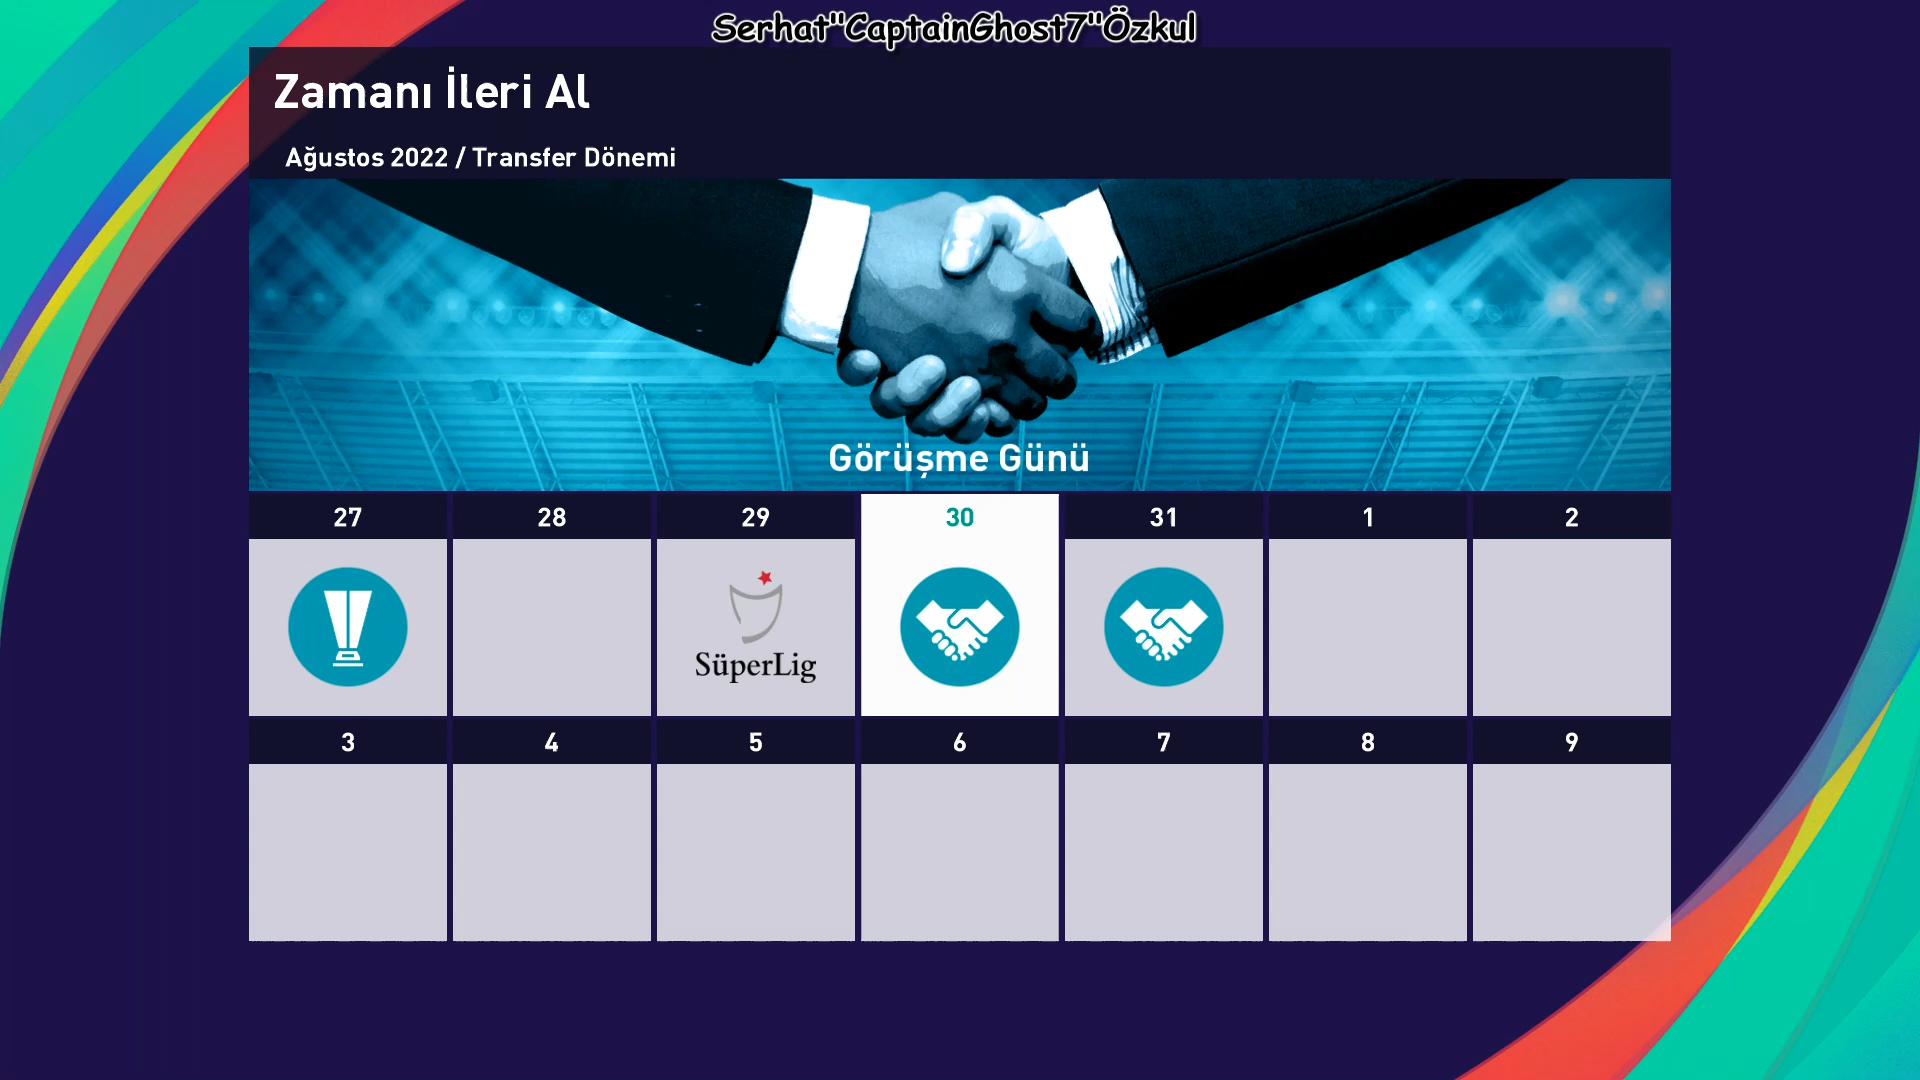 Serhat"CaptainGhost7"Özkul
Zamanı İleri Al
Ağustos 2022 / Transfer Dönemi
Görüşme Günü
27 28 29 30 31 1 2
SüperLig
3 4 5 6 7 8 9